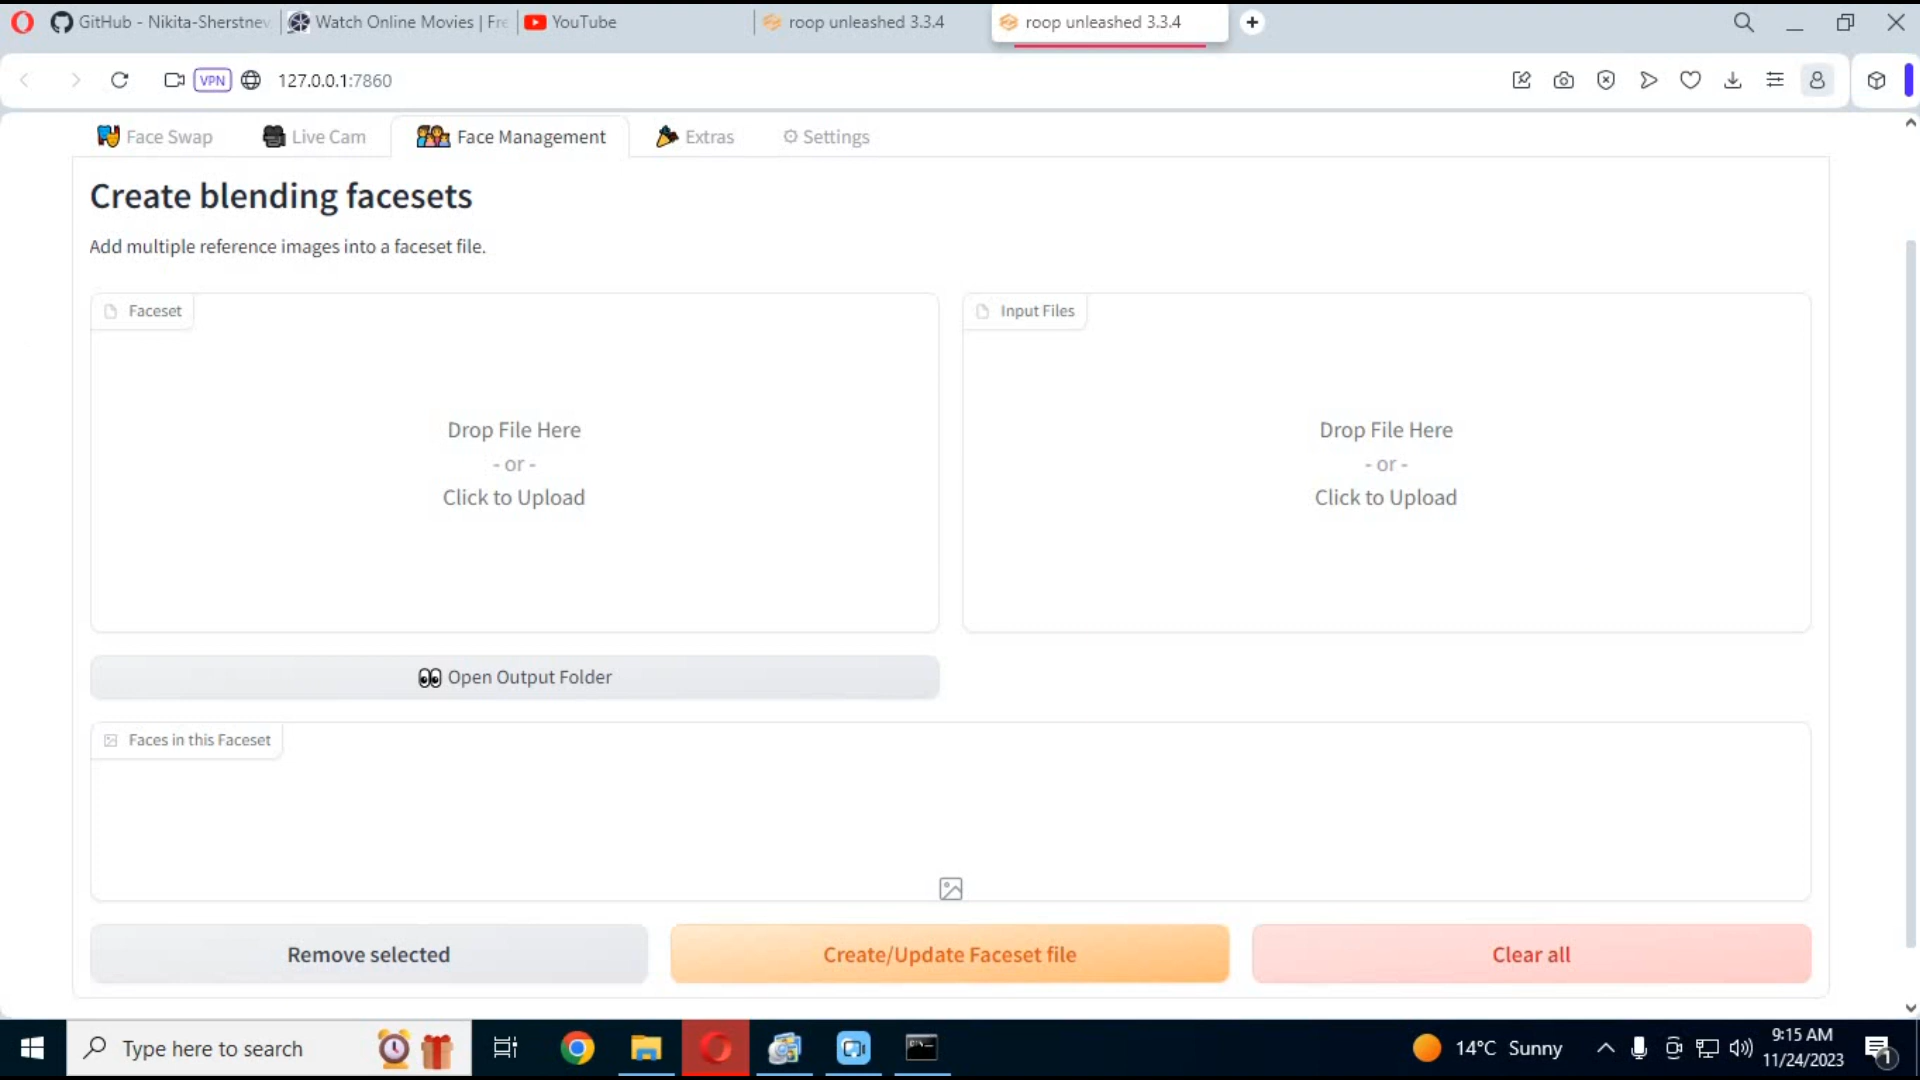 GitHub - Nikita-Sherstnev
Watch Online Movies | Fre
YouTube
roop unleashed 3.3.4
roop unleashed 3.3.4
VPN
127.0.0.1:7860
Face Swap
Live Cam
Face Management
Extras
Settings
Create blending facesets
Add multiple reference images into a faceset file.
Faceset
Drop File Here
- or -
Click to Upload
Input Files
Drop File Here
- or -
Click to Upload
Open Output Folder
Faces in this Faceset
Remove selected
Create/Update Faceset file
Clear all
Type here to search
14°C Sunny
9:15 AM
11/24/2023
1